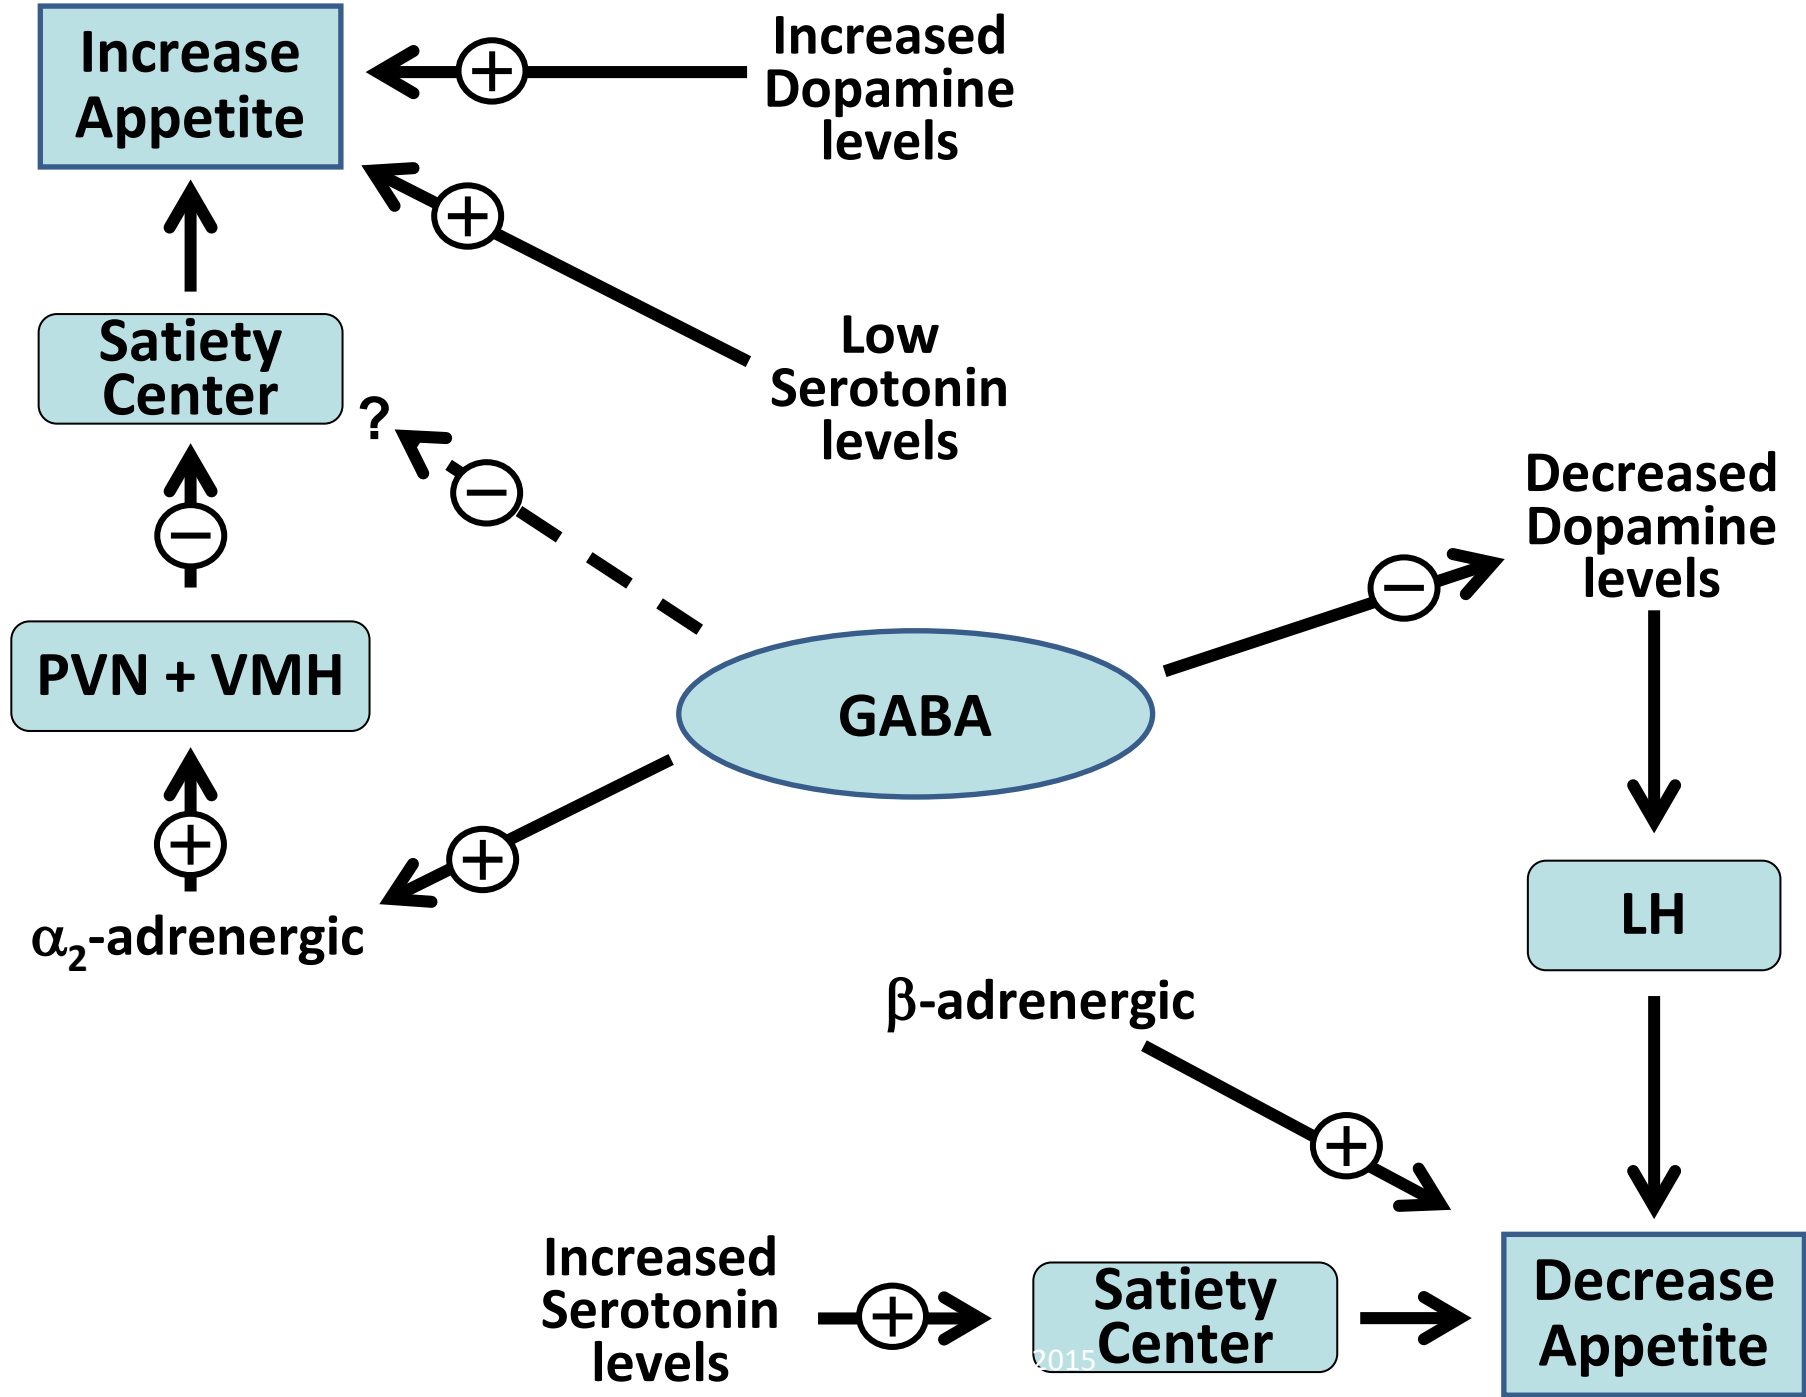 Increase
Appetite
Increased
Dopamine
levels
+
+
Satiety
Center
Low
Serotonin
levels
?
−
−
Decreased
Dopamine
levels
−
PVN + VMH
GABA
+
+
α2-adrenergic
LH
β-adrenergic
+
Increased
Serotonin
levels
+
Satiety
Center
2015
Decrease
Appetite